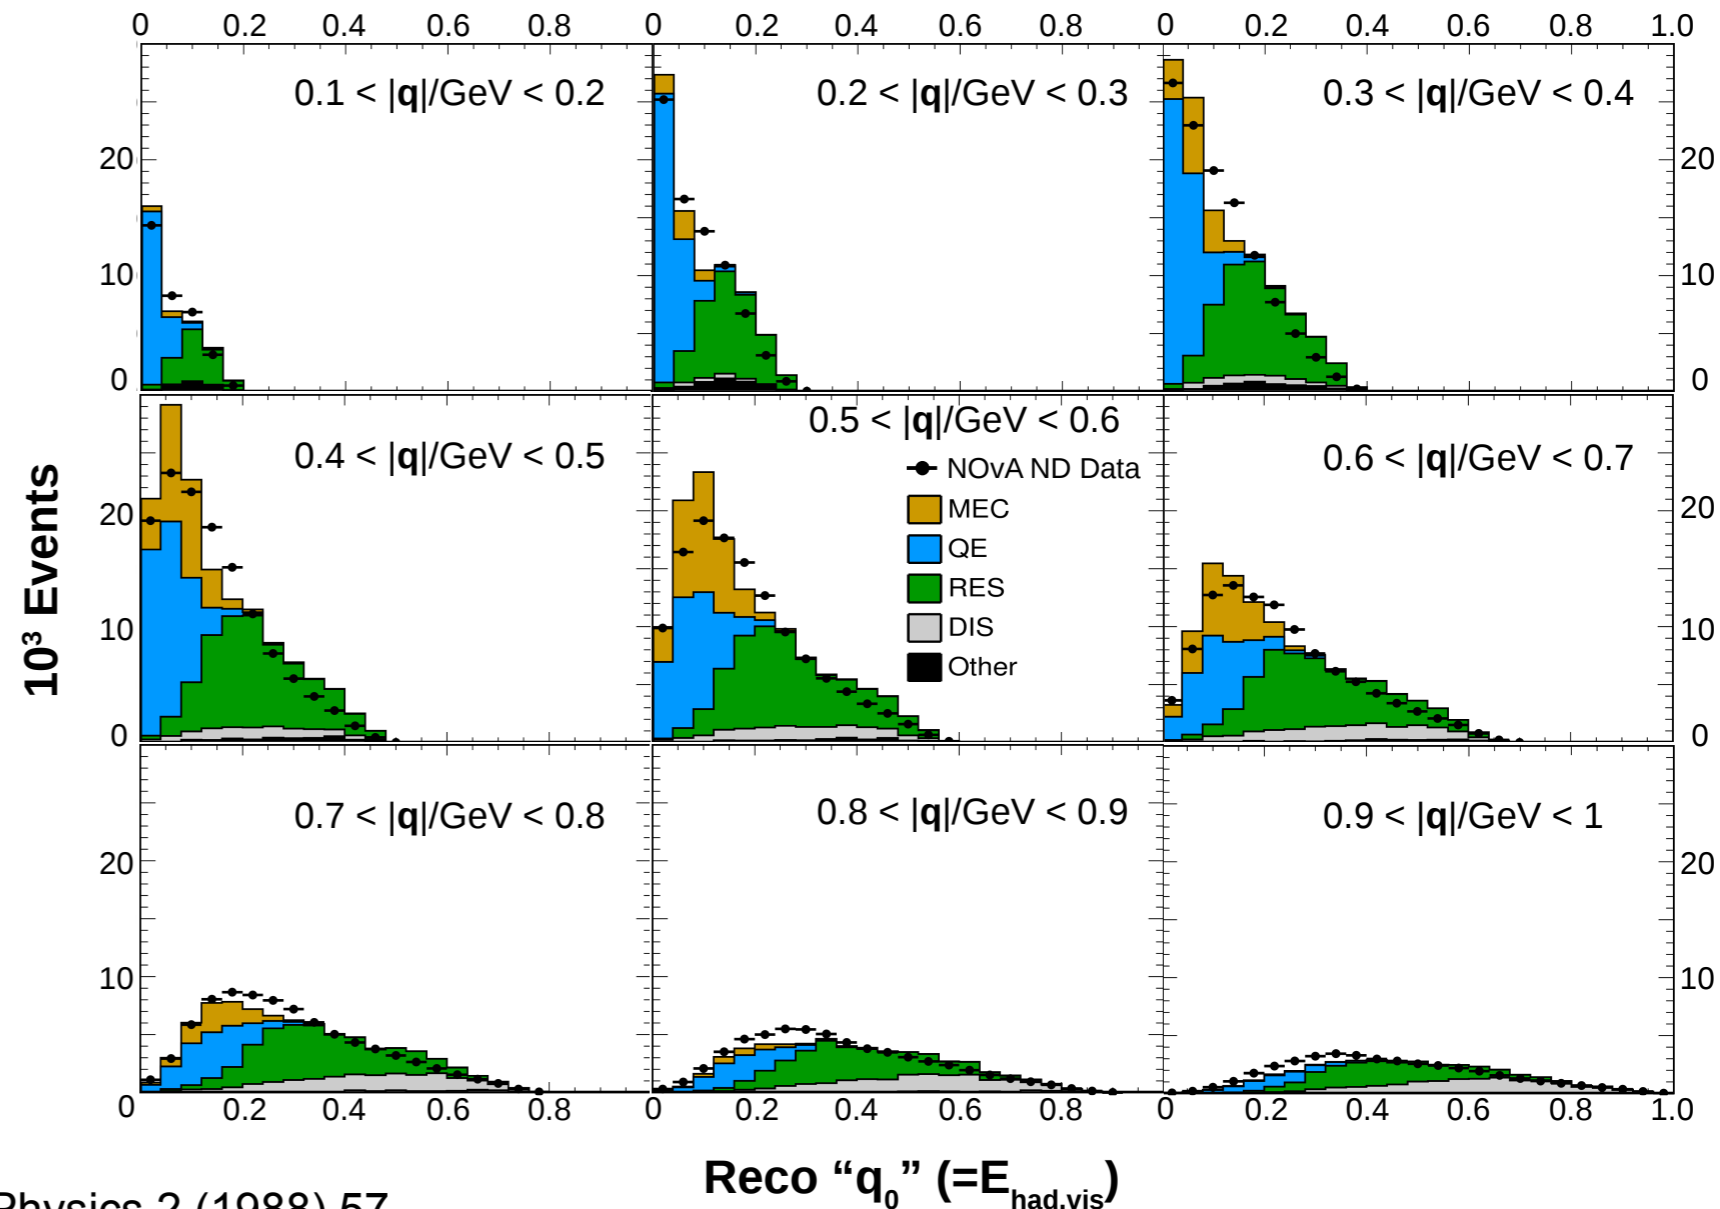 0 0.2 0.4 0.6 0.8 0 0.2 0.4 0.6 0.8 0 0.2 0.4 0.6 0.8 1.0
0.1 < |q|/GeV < 0.2
0.2 < |q|/GeV < 0.3
0.3 < |q|/GeV < 0.4
20 20
10 10
0 0
0.4 < |q|/GeV < 0.5
0.5 < |q|/GeV < 0.6
0.6 < |q|/GeV < 0.7
NOvA ND Data
MEC
QE
RES
DIS
Other
10³ Events
20 20
10 10
0 0
0.7 < |q|/GeV < 0.8
0.8 < |q|/GeV < 0.9
0.9 < |q|/GeV < 1
20 20
10 10
0 0.2 0.4 0.6 0.8 0 0.2 0.4 0.6 0.8 0 0.2 0.4 0.6 0.8 1.0
Reco “q₀” (=E_had,vis)
Physics 2 (1988) 57